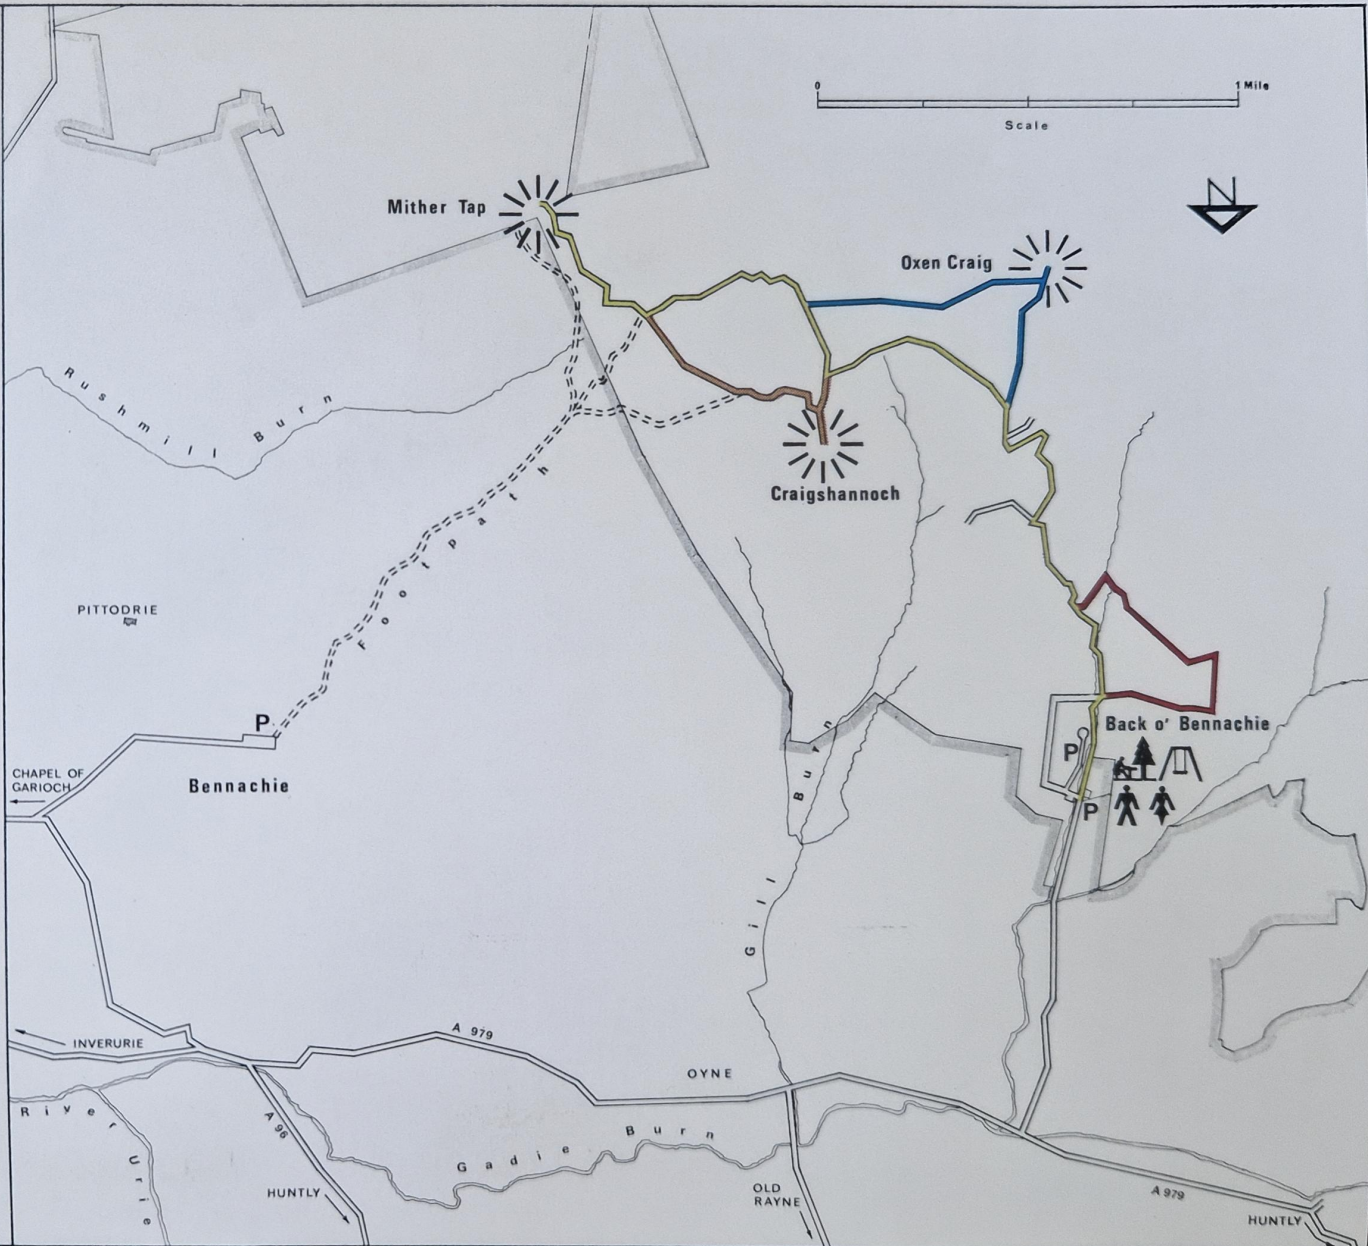 0
1 Mile
Scale
N
Mither Tap
Oxen Craig
Rushmill Burn
Craigshannoch
Footpath
PITTODRIE
P
Back o' Bennachie
P
Bennachie
CHAPEL OF
GARIOCH
P
Gill Burn
INVERURIE
A 979
OYNE
River Urie
A 96
Gadie Burn
HUNTLY
OLD
RAYNE
A 979
HUNTLY